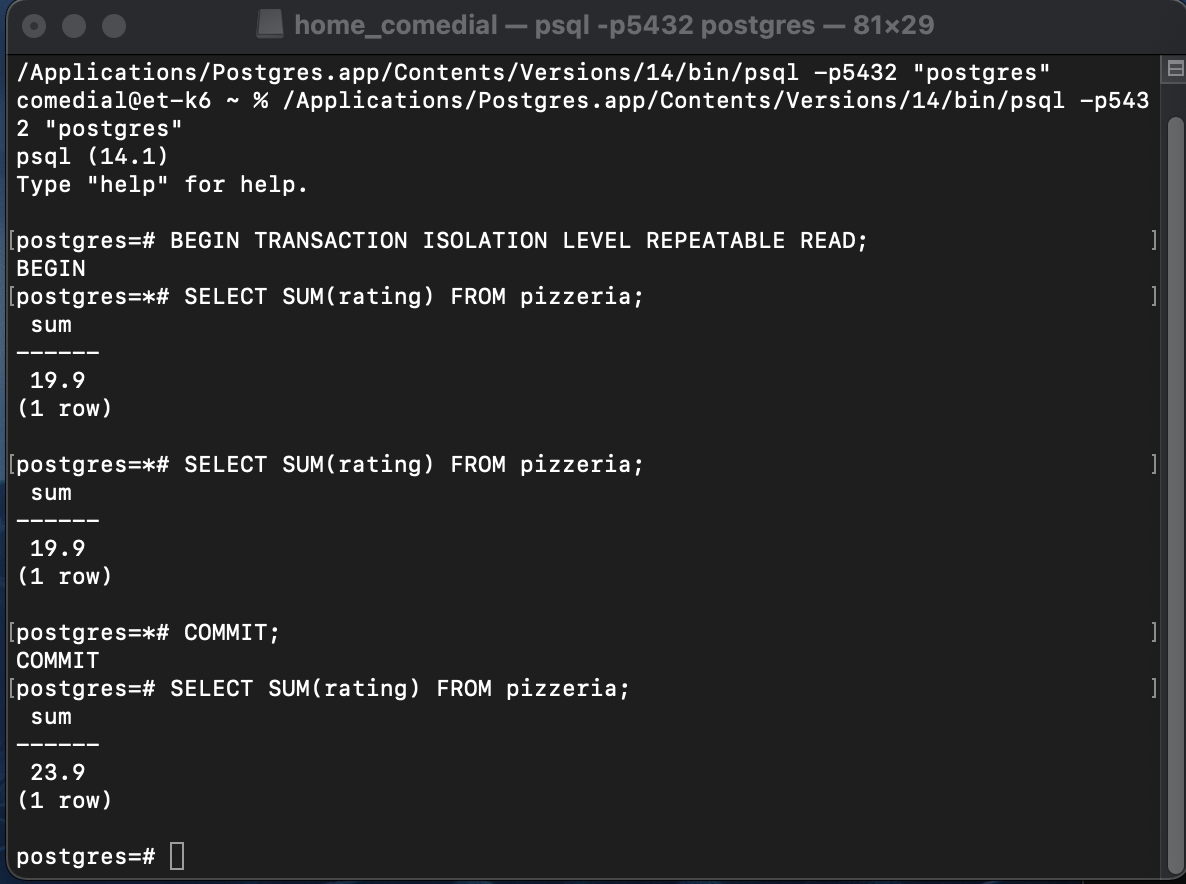 home_comedial — psql -p5432 postgres — 81×29
/Applications/Postgres.app/Contents/Versions/14/bin/psql -p5432 "postgres"
comedial@et-k6 ~ % /Applications/Postgres.app/Contents/Versions/14/bin/psql -p543
2 "postgres"
psql (14.1)
Type "help" for help.
[postgres=# BEGIN TRANSACTION ISOLATION LEVEL REPEATABLE READ; ]
BEGIN
[postgres=*# SELECT SUM(rating) FROM pizzeria; ]
 sum
------
 19.9
(1 row)
[postgres=*# SELECT SUM(rating) FROM pizzeria; ]
 sum
------
 19.9
(1 row)
[postgres=*# COMMIT; ]
COMMIT
[postgres=# SELECT SUM(rating) FROM pizzeria; ]
 sum
------
 23.9
(1 row)
postgres=#